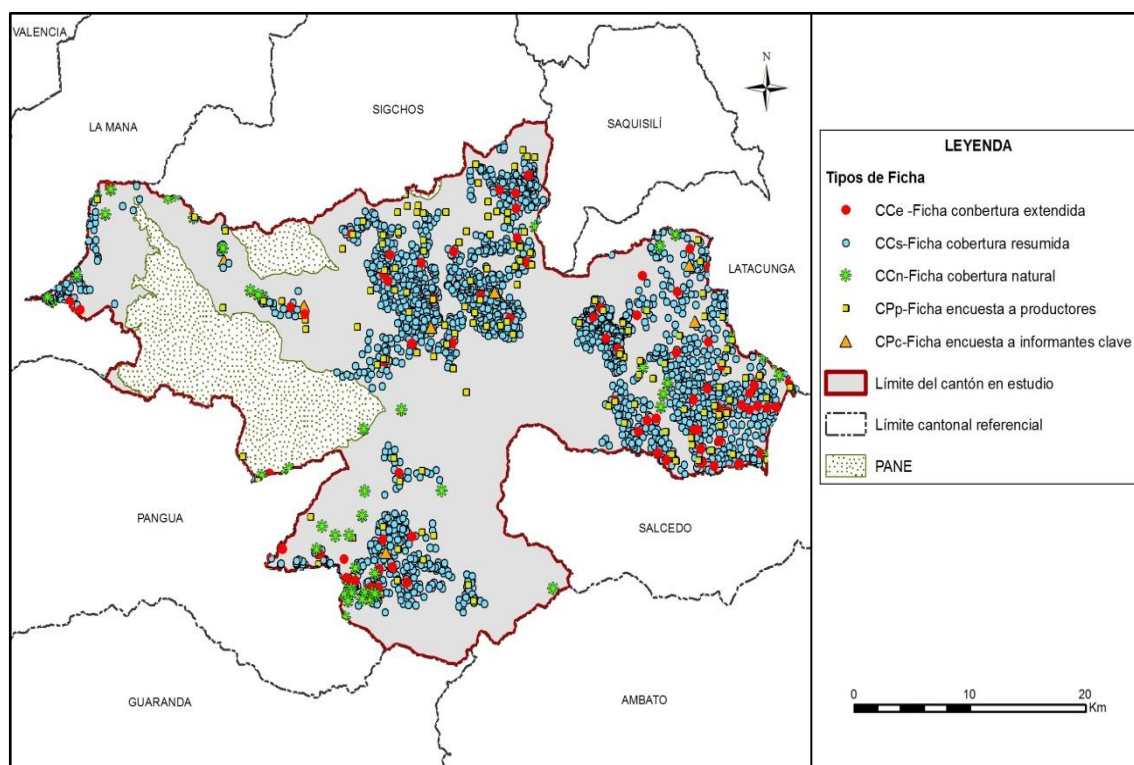 VALENCIA
SIGCHOS
LA MANA
SAQUISILÍ
N
LATACUNGA
PANGUA
SALCEDO
GUARANDA
AMBATO
LEYENDA
Tipos de Ficha
CCe -Ficha conbertura extendida
CCs-Ficha cobertura resumida
CCn-Ficha cobertura natural
CPp-Ficha encuesta a productores
CPc-Ficha encuesta a informantes clave
Límite del cantón en estudio
Límite cantonal referencial
PANE
0 10 20
Km